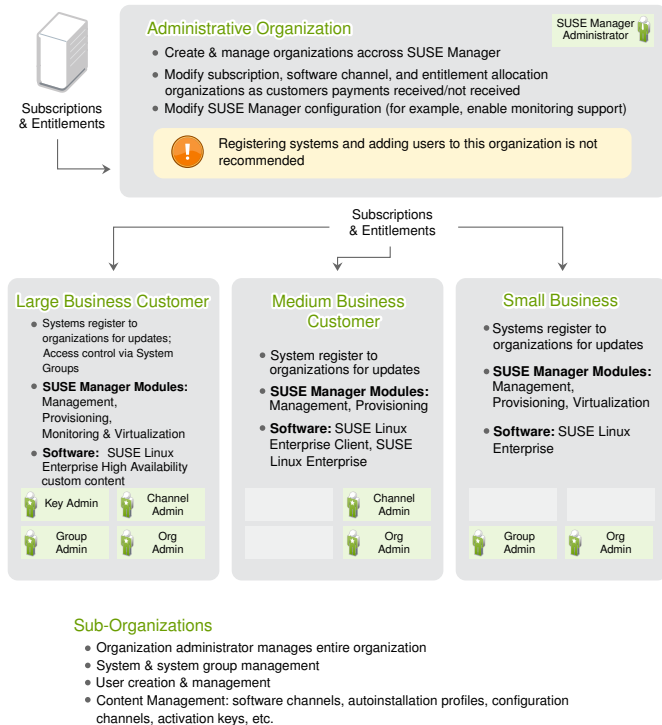 Administrative Organization
SUSE Manager
Administrator
• Create & manage organizations accross SUSE Manager
• Modify subscription, software channel, and entitlement allocation
organizations as customers payments received/not received
• Modify SUSE Manager configuration (for example, enable monitoring support)
Subscriptions
& Entitlements
! Registering systems and adding users to this organization is not
recommended
Subscriptions
& Entitlements
Large Business Customer
• Systems register to
organizations for updates;
Access control via System
Groups
• SUSE Manager Modules:
Management,
Provisioning,
Monitoring & Virtualization
• Software: SUSE Linux
Enterprise High Availability
custom content
Key Admin
Channel
Admin
Group
Admin
Org
Admin
Medium Business
Customer
• System register to
organizations for updates
• SUSE Manager Modules:
Management, Provisioning
• Software: SUSE Linux
Enterprise Client, SUSE
Linux Enterprise
Channel
Admin
Org
Admin
Small Business
• Systems register to
organizations for updates
• SUSE Manager Modules:
Management,
Provisioning, Virtualization
• Software: SUSE Linux
Enterprise
Group
Admin
Org
Admin
Sub-Organizations
• Organization administrator manages entire organization
• System & system group management
• User creation & management
• Content Management: software channels, autoinstallation profiles, configuration
channels, activation keys, etc.